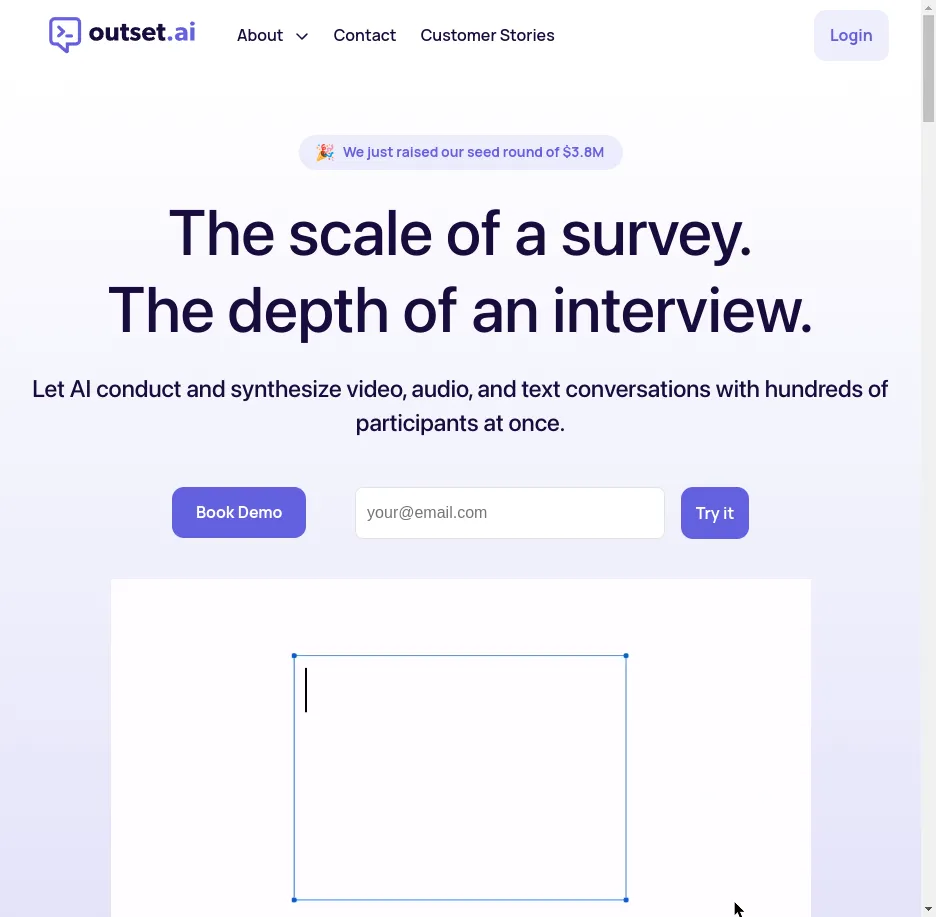 outset.ai
About
Contact
Customer Stories
Login
🎉 We just raised our seed round of $3.8M
The scale of a survey.
The depth of an interview.
Let AI conduct and synthesize video, audio, and text conversations with hundreds of
participants at once.
Book Demo
your@email.com
Try it